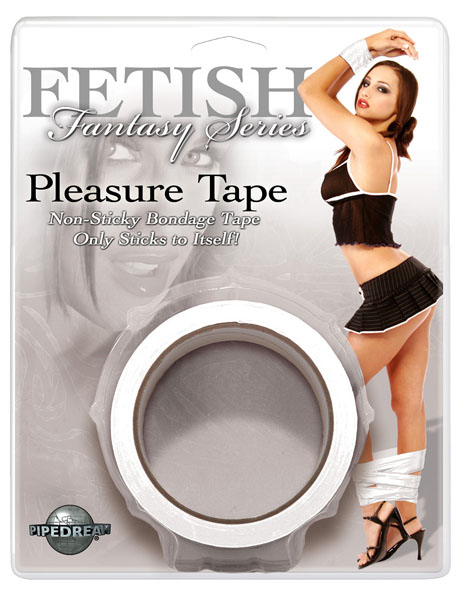 FETISH
Fantasy Series
Pleasure Tape
Non-Sticky Bondage Tape
Only Sticks to Itself!
PIPEDREAM